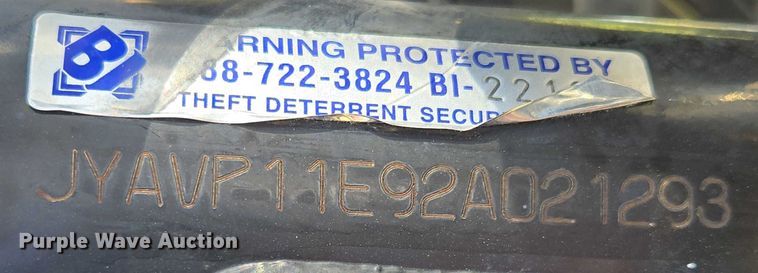 BI
ARNING PROTECTED BY
88-722-3824 BI-221
THEFT DETERRENT SECUR
JYAVP11E92A021293
Purple Wave Auction